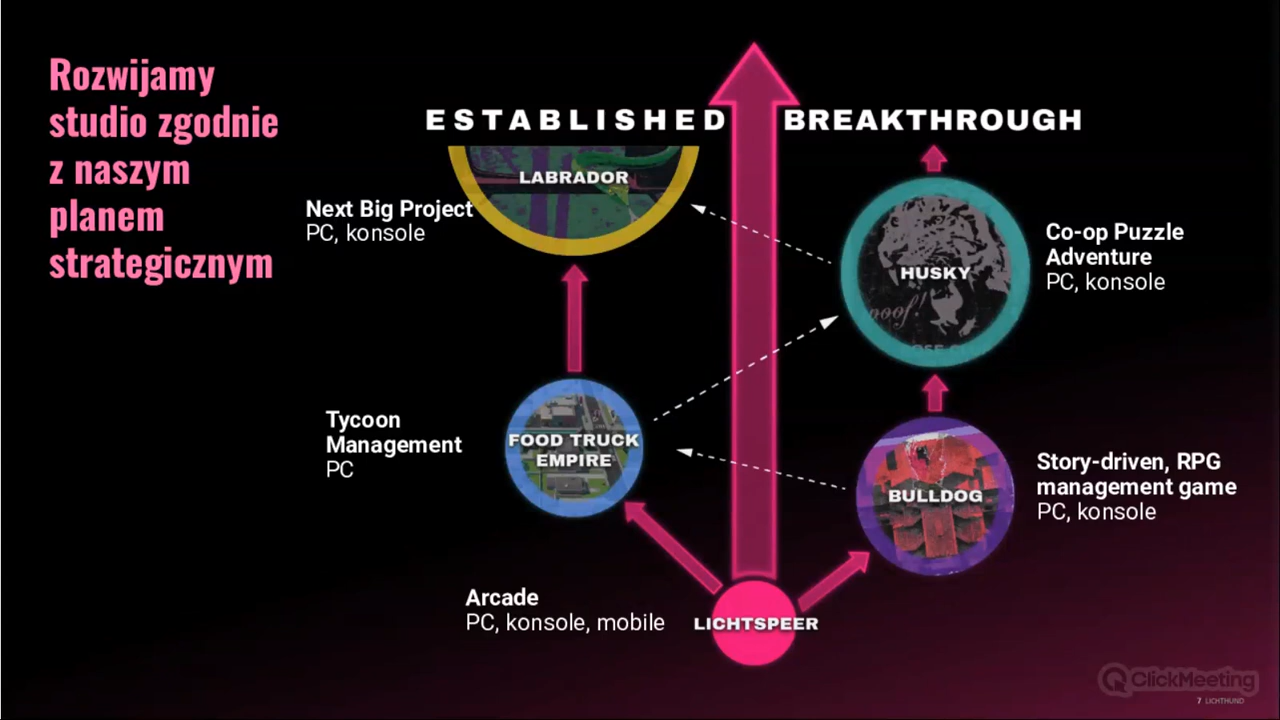 Rozwijamy
studio zgodnie
z naszym
planem
strategicznym
ESTABLISHED
BREAKTHROUGH
LABRADOR
Next Big Project
PC, konsole
HUSKY
woof!
Co-op Puzzle
Adventure
PC, konsole
Tycoon
Management
PC
FOOD TRUCK
EMPIRE
BULLDOG
Story-driven, RPG
management game
PC, konsole
Arcade
PC, konsole, mobile
LICHTSPEER
ClickMeeting
7 LICHTHUND